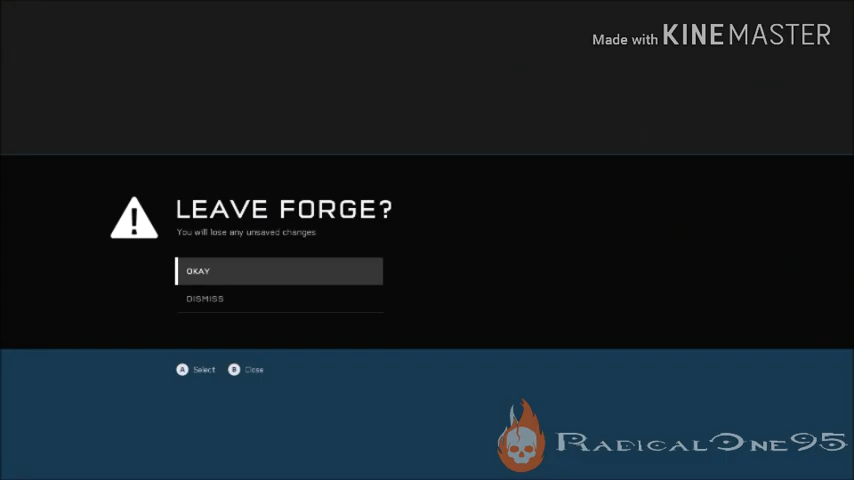 Made with KINEMASTER
LEAVE FORGE?
You will lose any unsaved changes.
OKAY
DISMISS
A Select B Close
RadicalOne95